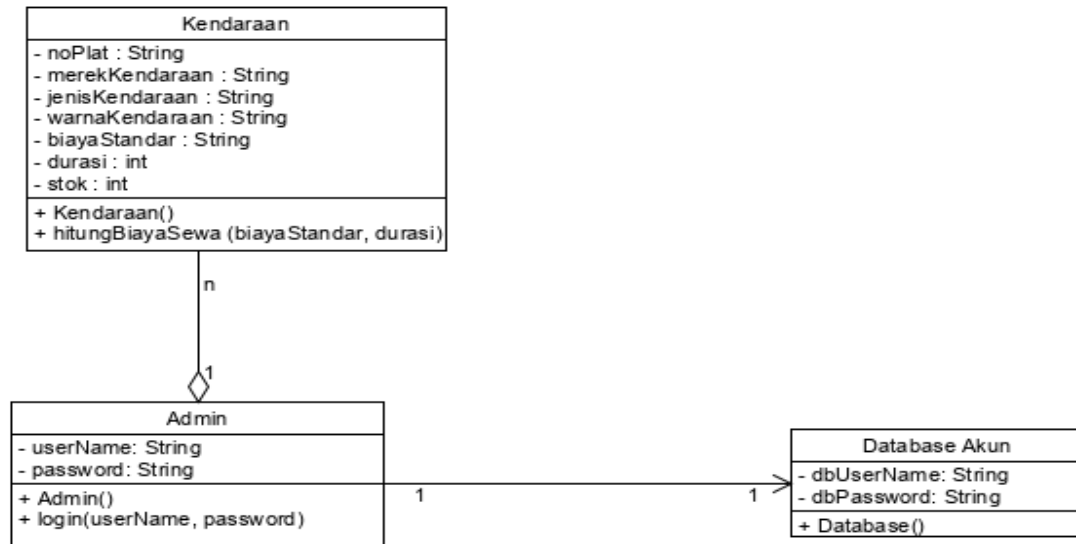 Kendaraan
- noPlat : String
- merekKendaraan : String
- jenisKendaraan : String
- warnaKendaraan : String
- biayaStandar : String
- durasi : int
- stok : int
+ Kendaraan()
+ hitungBiayaSewa (biayaStandar, durasi)
n
1
Admin
- userName: String
- password: String
+ Admin()
+ login(userName, password)
1
1
Database Akun
- dbUserName: String
- dbPassword: String
+ Database()